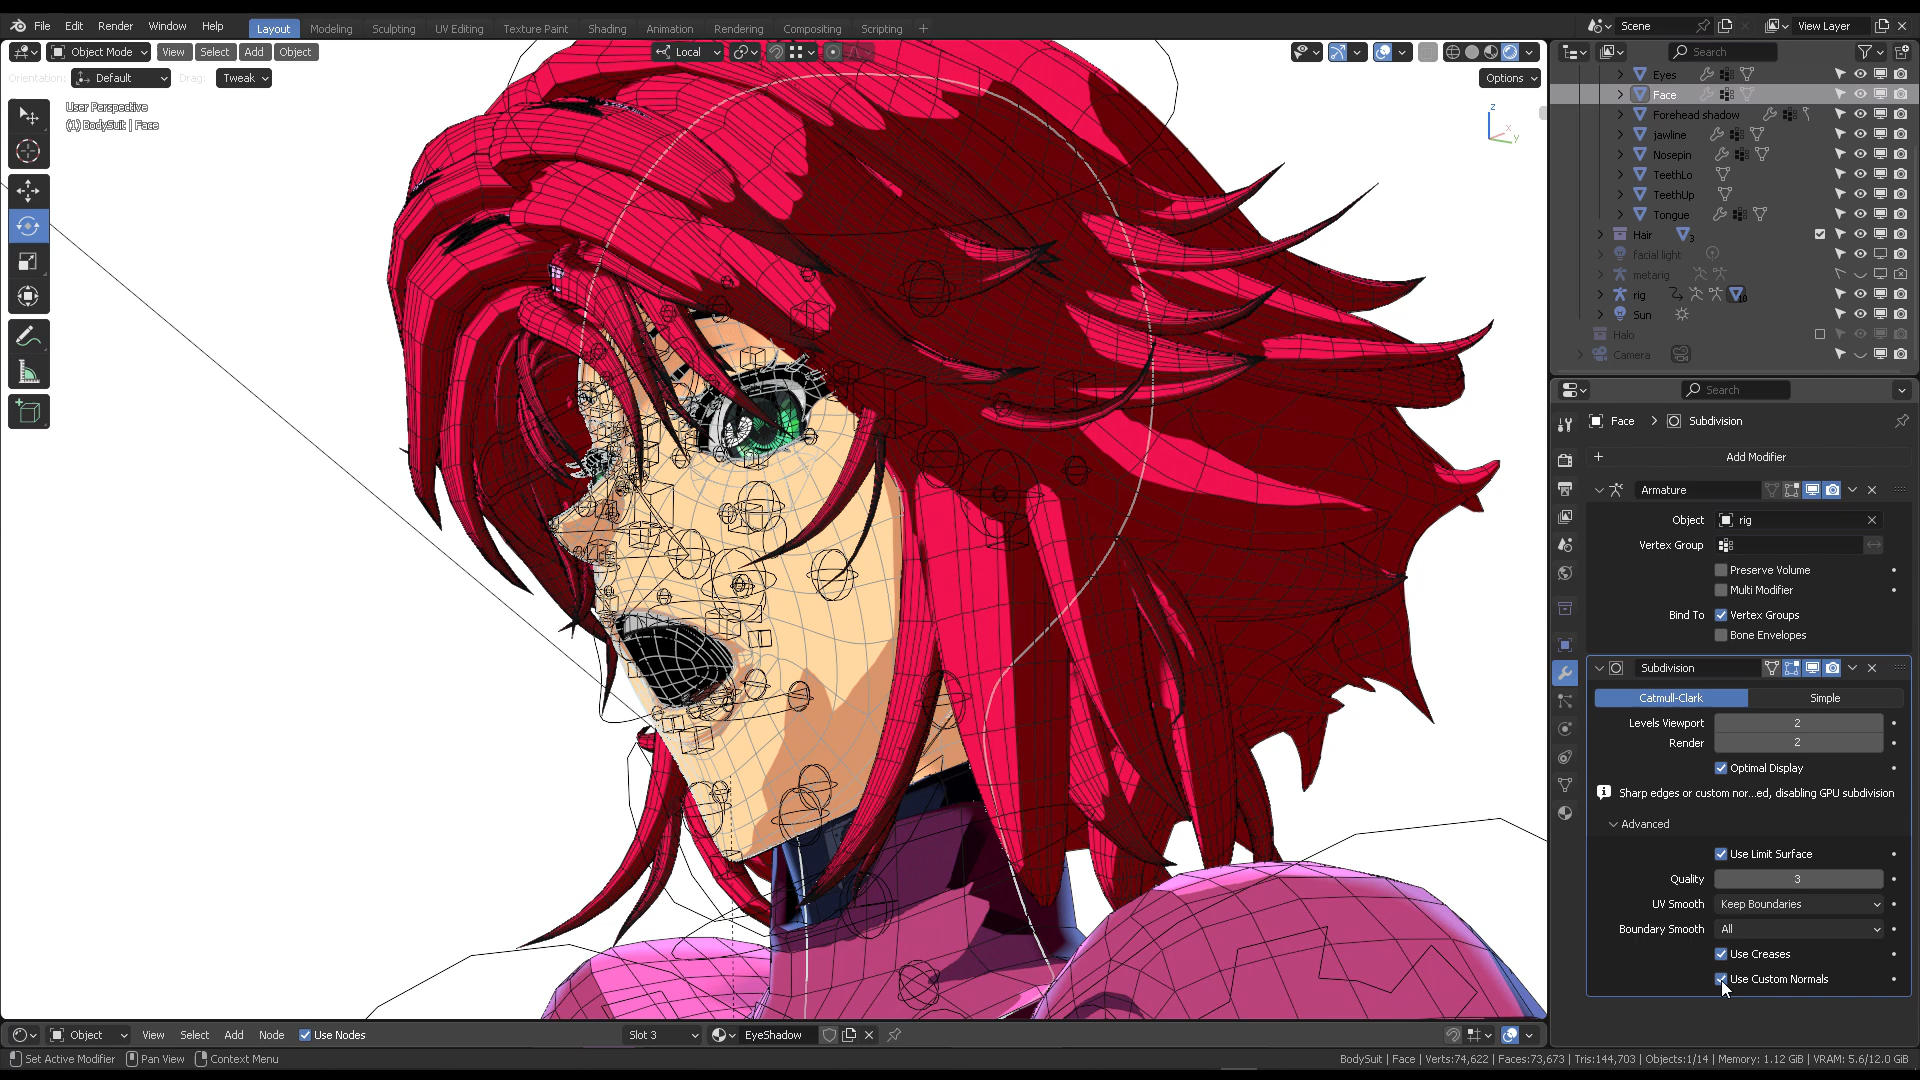 File Edit Render Window Help Layout Modeling Sculpting UV Editing Texture Paint Shading Animation Rendering Compositing Scripting + Scene View Layer
Object Mode View Select Add Object Local Search
Orientation: Default Drag: Tweak Options
User Perspective
(1) BodySuit | Face
Z
X
Y
Eyes
Face
Forehead shadow
jawline
Nosepin
TeethLo
TeethUp
Tongue
Hair 3
facial light
metarig
rig 10
Sun
Halo
Camera
Search
Face > Subdivision
+ Add Modifier
Armature
Object rig
Vertex Group
Preserve Volume
Multi Modifier
Bind To Vertex Groups
Bone Envelopes
Subdivision
Catmull-Clark Simple
Levels Viewport 2
Render 2
Optimal Display
Sharp edges or custom nor...ed, disabling GPU subdivision
Advanced
Use Limit Surface
Quality 3
UV Smooth Keep Boundaries
Boundary Smooth All
Use Creases
Use Custom Normals
Object View Select Add Node Use Nodes Slot 3 EyeShadow
Set Active Modifier Pan View Context Menu BodySuit | Face | Verts:74,622 | Faces:73,673 | Tris:144,703 | Objects:1/14 | Memory: 1.12 GiB | VRAM: 5.6/12.0 GiB